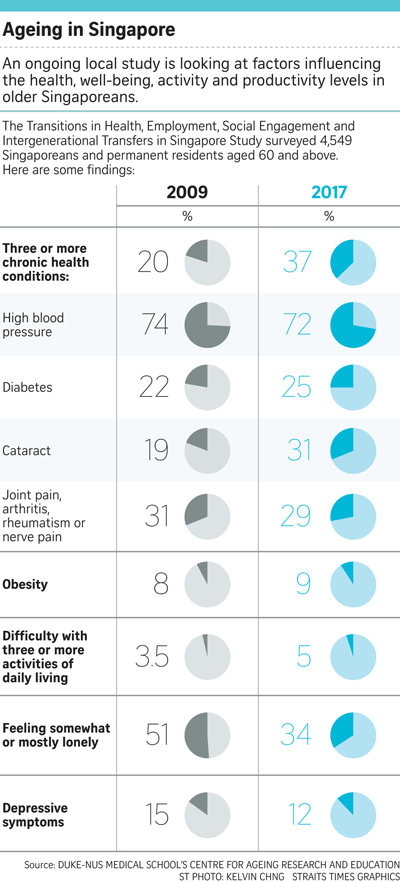 Ageing in Singapore
An ongoing local study is looking at factors influencing
the health, well-being, activity and productivity levels in
older Singaporeans.
The Transitions in Health, Employment, Social Engagement and
Intergenerational Transfers in Singapore Study surveyed 4,549
Singaporeans and permanent residents aged 60 and above.
Here are some findings:
2009 2017
% %
Three or more
chronic health
conditions:
20 37
High blood
pressure
74 72
Diabetes
22 25
Cataract
19 31
Joint pain,
arthritis,
rheumatism or
nerve pain
31 29
Obesity
8 9
Difficulty with
three or more
activities of
daily living
3.5 5
Feeling somewhat
or mostly lonely
51 34
Depressive
symptoms
15 12
Source: DUKE-NUS MEDICAL SCHOOL'S CENTRE FOR AGEING RESEARCH AND EDUCATION
ST PHOTO: KELVIN CHNG STRAITS TIMES GRAPHICS